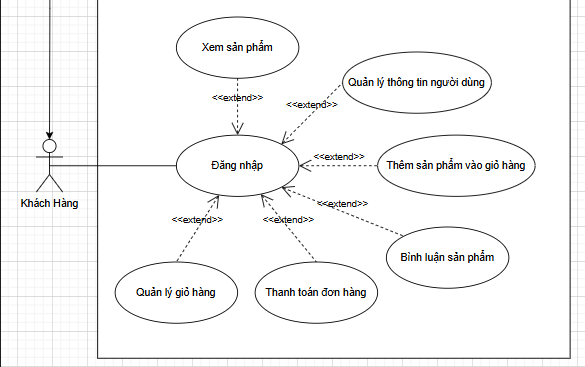 Xem sản phẩm
<<extend>>
Quản lý thông tin người dùng
<<extend>>
Đăng nhập
<<extend>>
Thêm sản phẩm vào giỏ hàng
Khách Hàng
<<extend>>
<<extend>>
<<extend>>
Bình luận sản phẩm
Quản lý giỏ hàng
Thanh toán đơn hàng